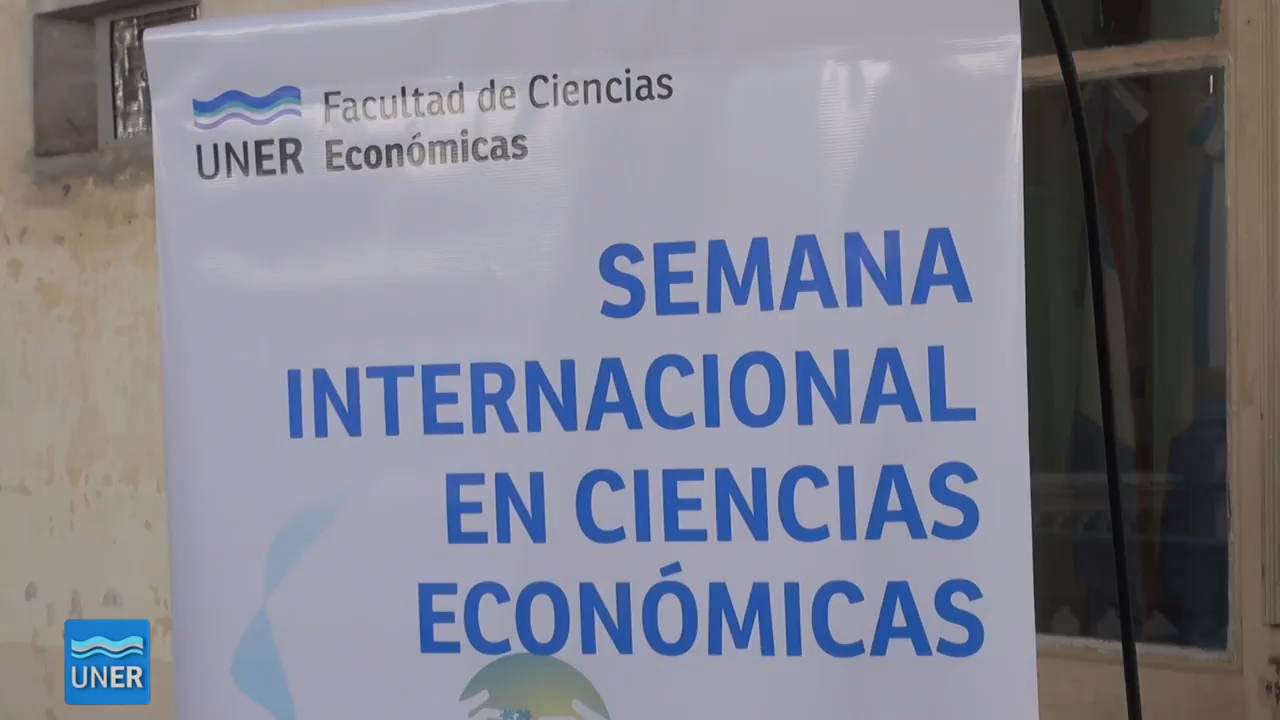 UNER Facultad de Ciencias
Económicas
SEMANA
INTERNACIONAL
EN CIENCIAS
ECONÓMICAS
UNER